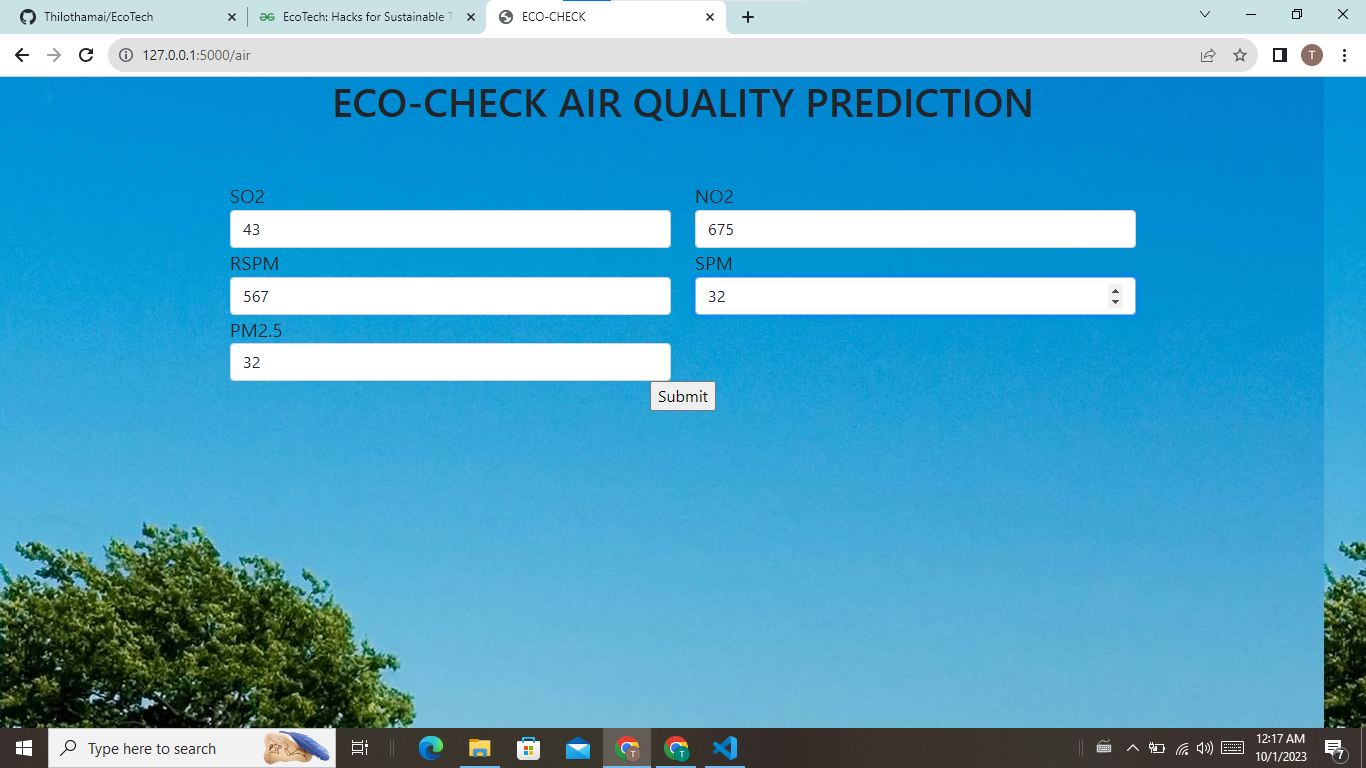 Thilothamai/EcoTech
EcoTech: Hacks for Sustainable T
ECO-CHECK
127.0.0.1:5000/air
T
ECO-CHECK AIR QUALITY PREDICTION
SO2
NO2
43
675
RSPM
SPM
567
32
PM2.5
32
Submit
Type here to search
T
T
12:17 AM
10/1/2023
7